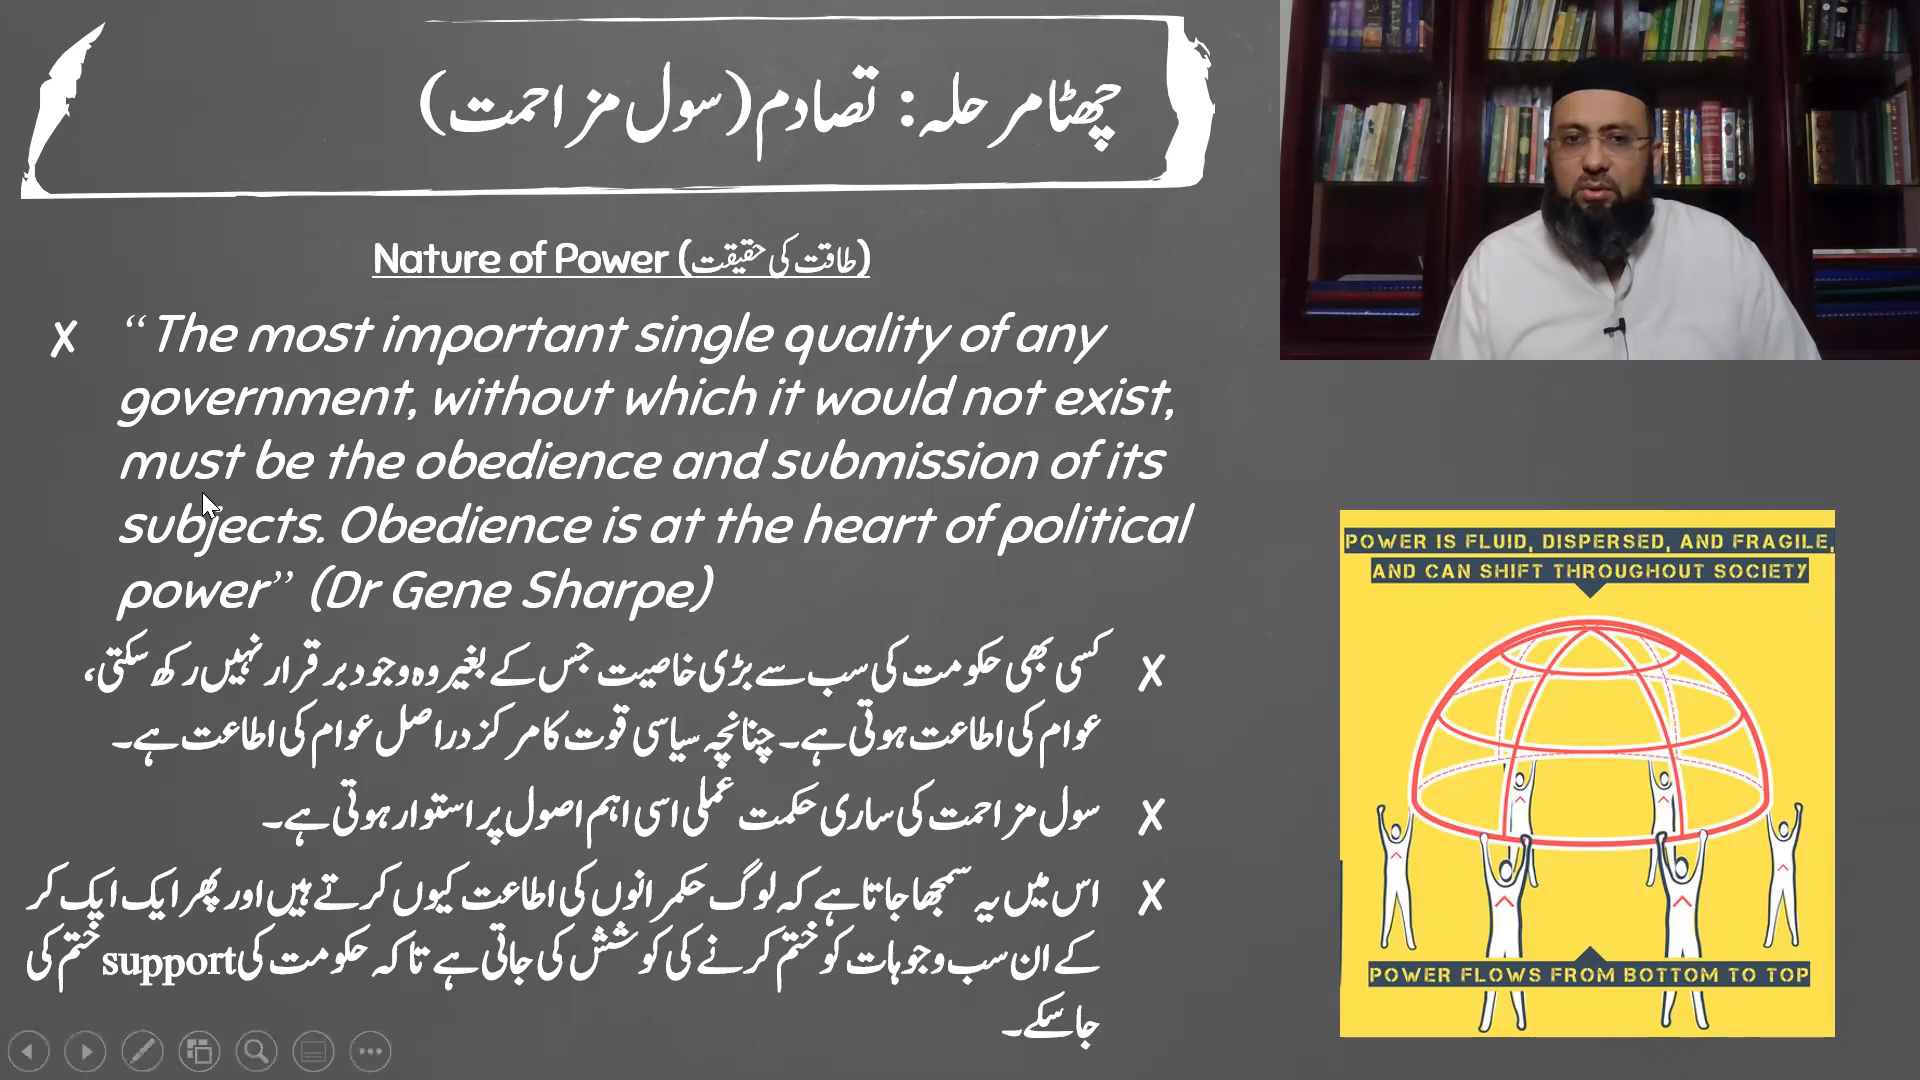 چھٹا مرحلہ: تصادم (سول مزاحمت)
Nature of Power (طاقت کی حقیقت)
“ The most important single quality of any
government, without which it would not exist,
must be the obedience and submission of its
subjects. Obedience is at the heart of political
power” (Dr Gene Sharpe)
کسی بھی حکومت کی سب سے بڑی خاصیت جس کے بغیر وہ وجود برقرار نہیں رکھ سکتی،
عوام کی اطاعت ہوتی ہے۔ چنانچہ سیاسی قوت کا مرکز دراصل عوام کی اطاعت ہے۔
سول مزاحمت کی ساری حکمت عملی اسی اہم اصول پر استوار ہوتی ہے۔
اس میں یہ سمجھا جاتا ہے کہ لوگ حکمرانوں کی اطاعت کیوں کرتے ہیں اور پھر ایک ایک کر
کے ان سب وجوہات کو ختم کرنے کی کوشش کی جاتی ہے تاکہ حکومت کی support ختم کی
جا سکے۔
POWER IS FLUID, DISPERSED, AND FRAGILE,
AND CAN SHIFT THROUGHOUT SOCIETY
POWER FLOWS FROM BOTTOM TO TOP